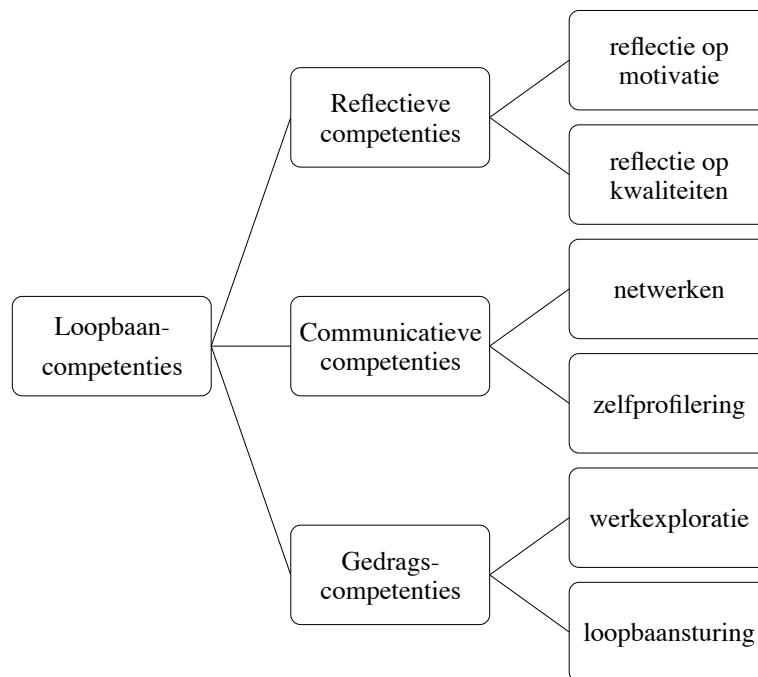 Loopbaan-
competenties
Reflectieve
competenties
reflectie op
motivatie
reflectie op
kwaliteiten
Communicatieve
competenties
netwerken
zelfprofilering
Gedrags-
competenties
werkexploratie
loopbaansturing